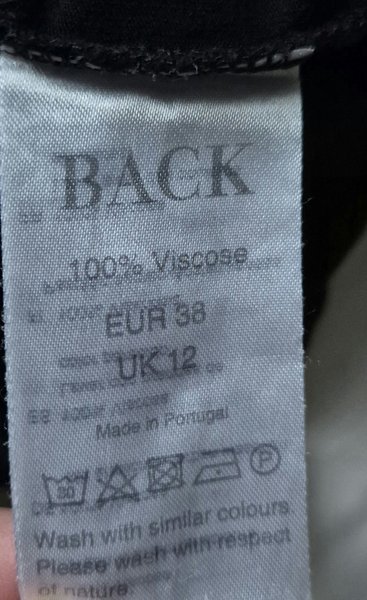 BACK
100% Viscose
EUR 38
UK 12
Made in Portugal
30 P
Wash with similar colours
Please wash with respect
of nature.